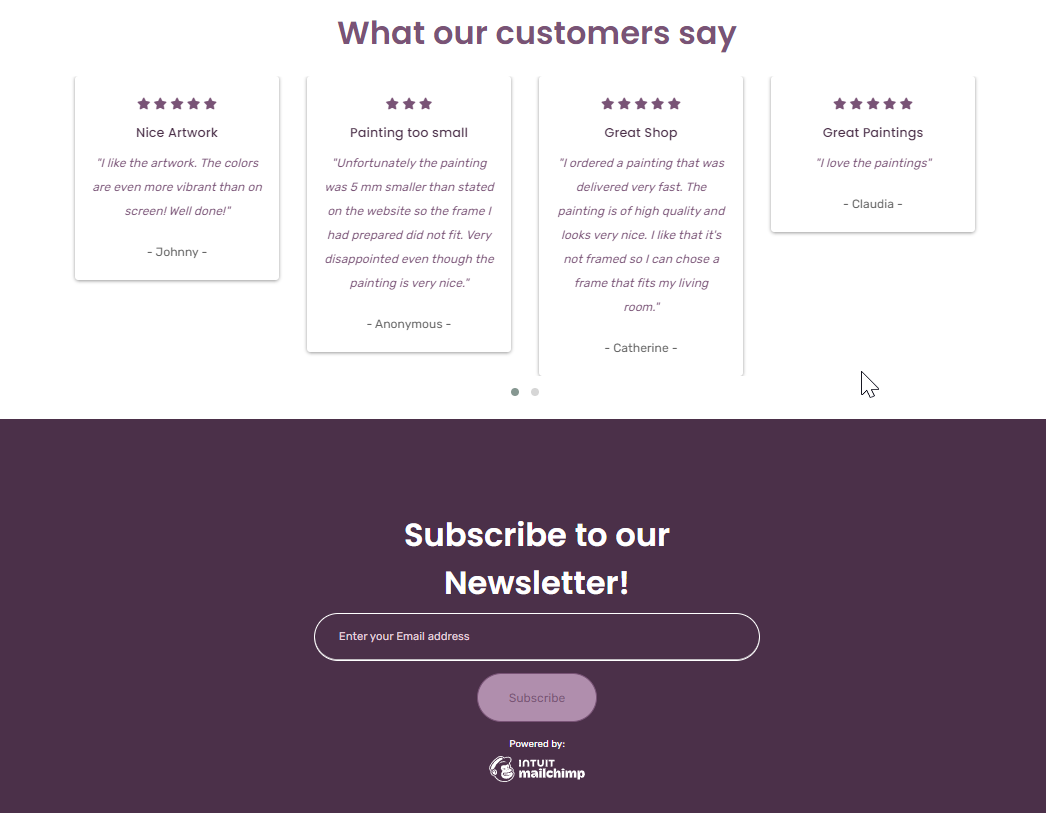 What our customers say
Nice Artwork
"I like the artwork. The colors
are even more vibrant than on
screen! Well done!"
- Johnny -
Painting too small
"Unfortunately the painting
was 5 mm smaller than stated
on the website so the frame I
had prepared did not fit. Very
disappointed even though the
painting is very nice."
- Anonymous -
Great Shop
"I ordered a painting that was
delivered very fast. The
painting is of high quality and
looks very nice. I like that it's
not framed so I can chose a
frame that fits my living
room."
- Catherine -
Great Paintings
"I love the paintings"
- Claudia -
Subscribe to our
Newsletter!
Enter your Email address
Subscribe
Powered by:
INTUIT
mailchimp